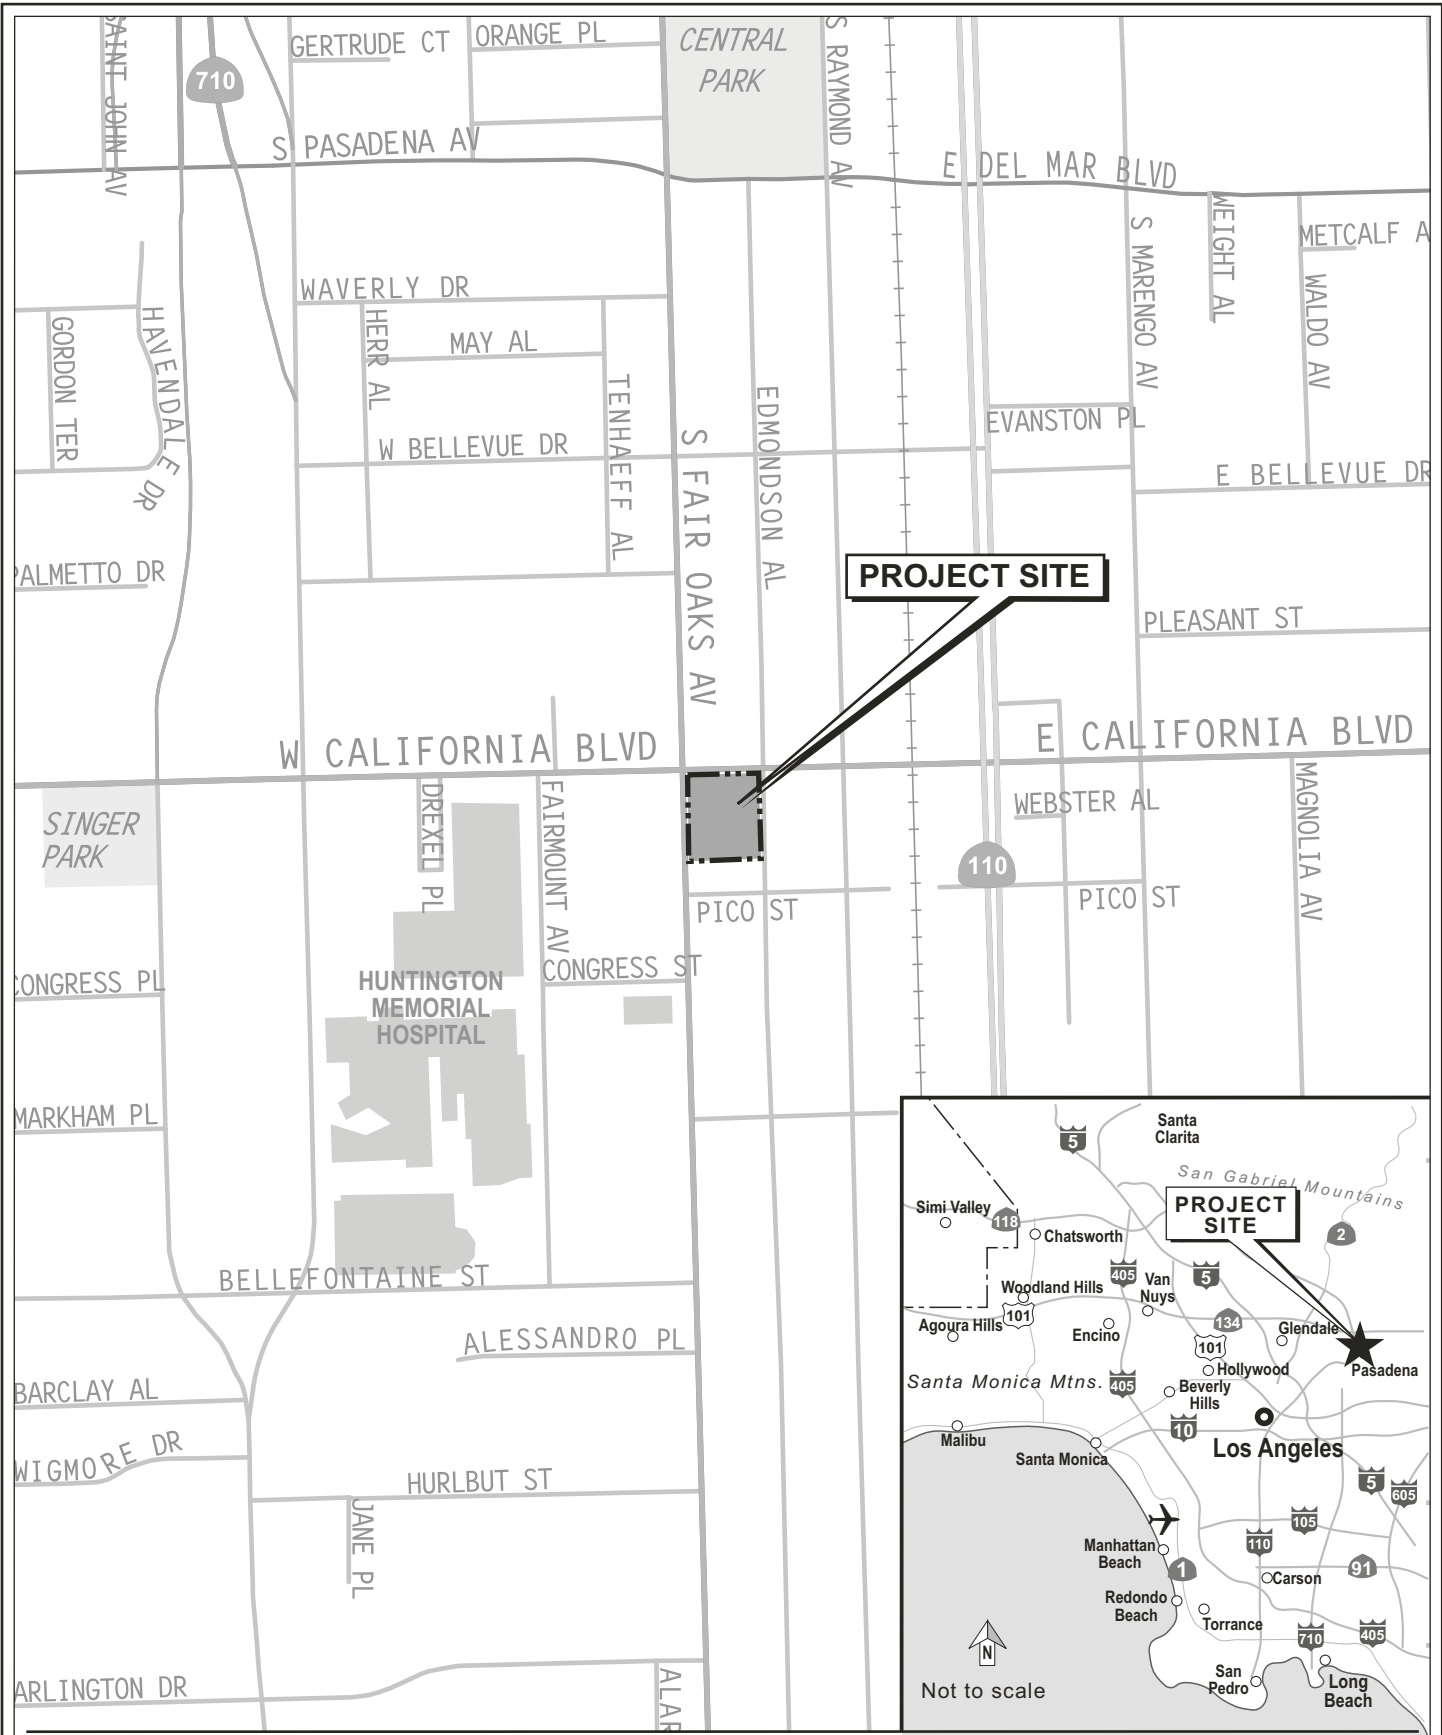 SAINT JOHN AV
710
GERTRUDE CT
ORANGE PL
CENTRAL
PARK
S RAYMOND AV
S PASADENA AV
E DEL MAR BLVD
WEIGHT AL
METCALF A
S MARENGO AV
WALDO AV
WAVERLY DR
HERR AL
MAY AL
GORDON TER
HAVENDALE DR
TENHAEFF AL
EDMONDSON AL
EVANSTON PL
W BELLEVUE DR
S FAIR OAKS AV
E BELLEVUE DR
PALMETTO DR
PROJECT SITE
PLEASANT ST
W CALIFORNIA BLVD
E CALIFORNIA BLVD
SINGER
PARK
DREXEL PL
FAIRMOUNT AV
WEBSTER AL
MAGNOLIA AV
110
PICO ST
PICO ST
CONGRESS PL
CONGRESS ST
HUNTINGTON
MEMORIAL
HOSPITAL
MARKHAM PL
BELLEFONTAINE ST
ALESSANDRO PL
BARCLAY AL
WIGMORE DR
HURLBUT ST
JANE PL
ARLINGTON DR
ALAR
5
Santa
Clarita
San Gabriel Mountains
PROJECT
SITE
Simi Valley
118
Chatsworth
2
405
5
Van
Nuys
Woodland Hills
101
Agoura Hills
Encino
134
Glendale
101
Hollywood
Pasadena
Santa Monica Mtns.
405
Beverly
Hills
10
Los Angeles
Malibu
Santa Monica
5
605
105
110
Manhattan
Beach
1
91
Carson
Redondo
Beach
Torrance
710
405
N
Not to scale
San
Pedro
Long
Beach